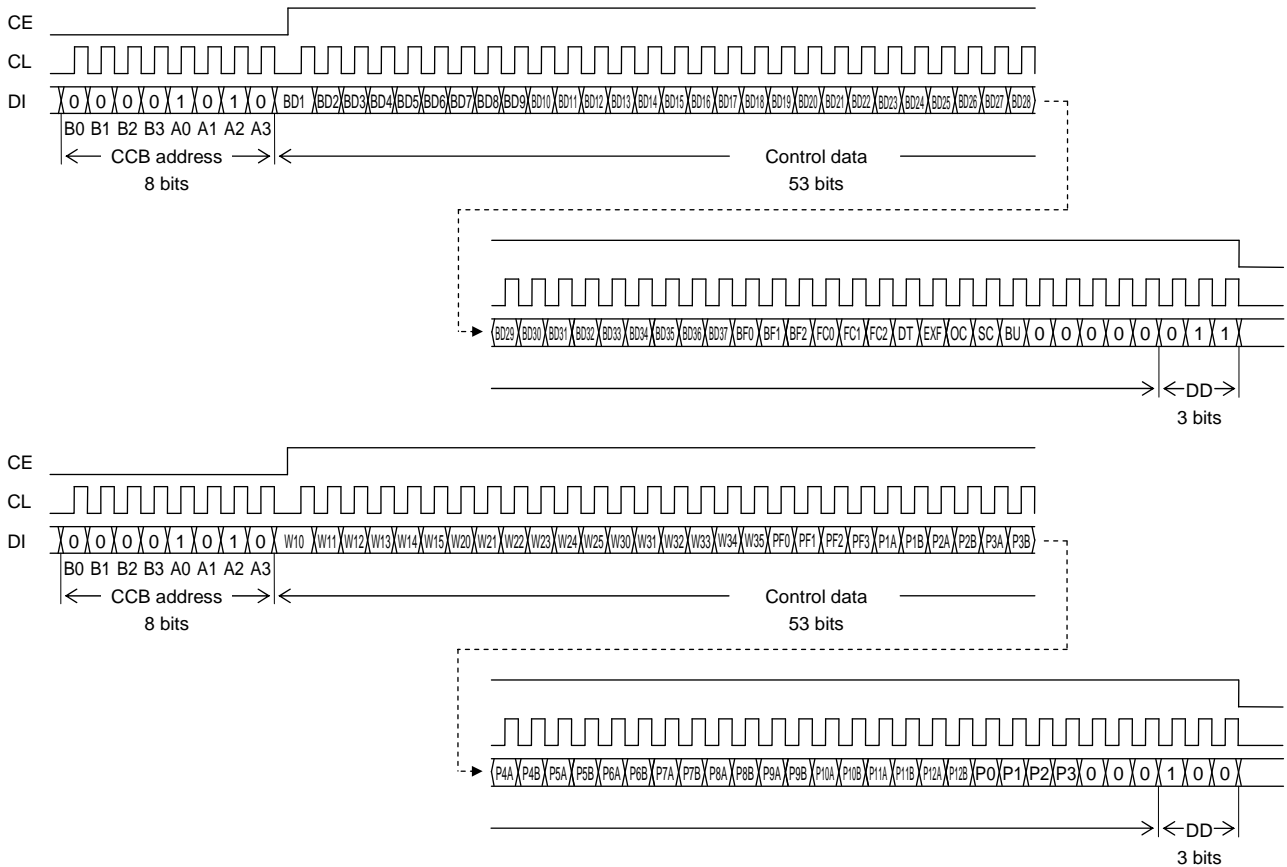 CE
CL
DI 0 0 0 0 1 0 1 0 BD1 BD2 BD3 BD4 BD5 BD6 BD7 BD8 BD9 BD10 BD11 BD12 BD13 BD14 BD15 BD16 BD17 BD18 BD19 BD20 BD21 BD22 BD23 BD24 BD25 BD26 BD27 BD28
B0 B1 B2 B3 A0 A1 A2 A3
CCB address Control data
8 bits 53 bits
BD29 BD30 BD31 BD32 BD33 BD34 BD35 BD36 BD37 BF0 BF1 BF2 FC0 FC1 FC2 DT EXF OC SC BU 0 0 0 0 0 0 1 1
DD
3 bits
CE
CL
DI 0 0 0 0 1 0 1 0 W10 W11 W12 W13 W14 W15 W20 W21 W22 W23 W24 W25 W30 W31 W32 W33 W34 W35 PF0 PF1 PF2 PF3 P1A P1B P2A P2B P3A P3B
B0 B1 B2 B3 A0 A1 A2 A3
CCB address Control data
8 bits 53 bits
P4A P4B P5A P5B P6A P6B P7A P7B P8A P8B P9A P9B P10A P10B P11A P11B P12A P12B P0 P1 P2 P3 0 0 0 1 0 0
DD
3 bits